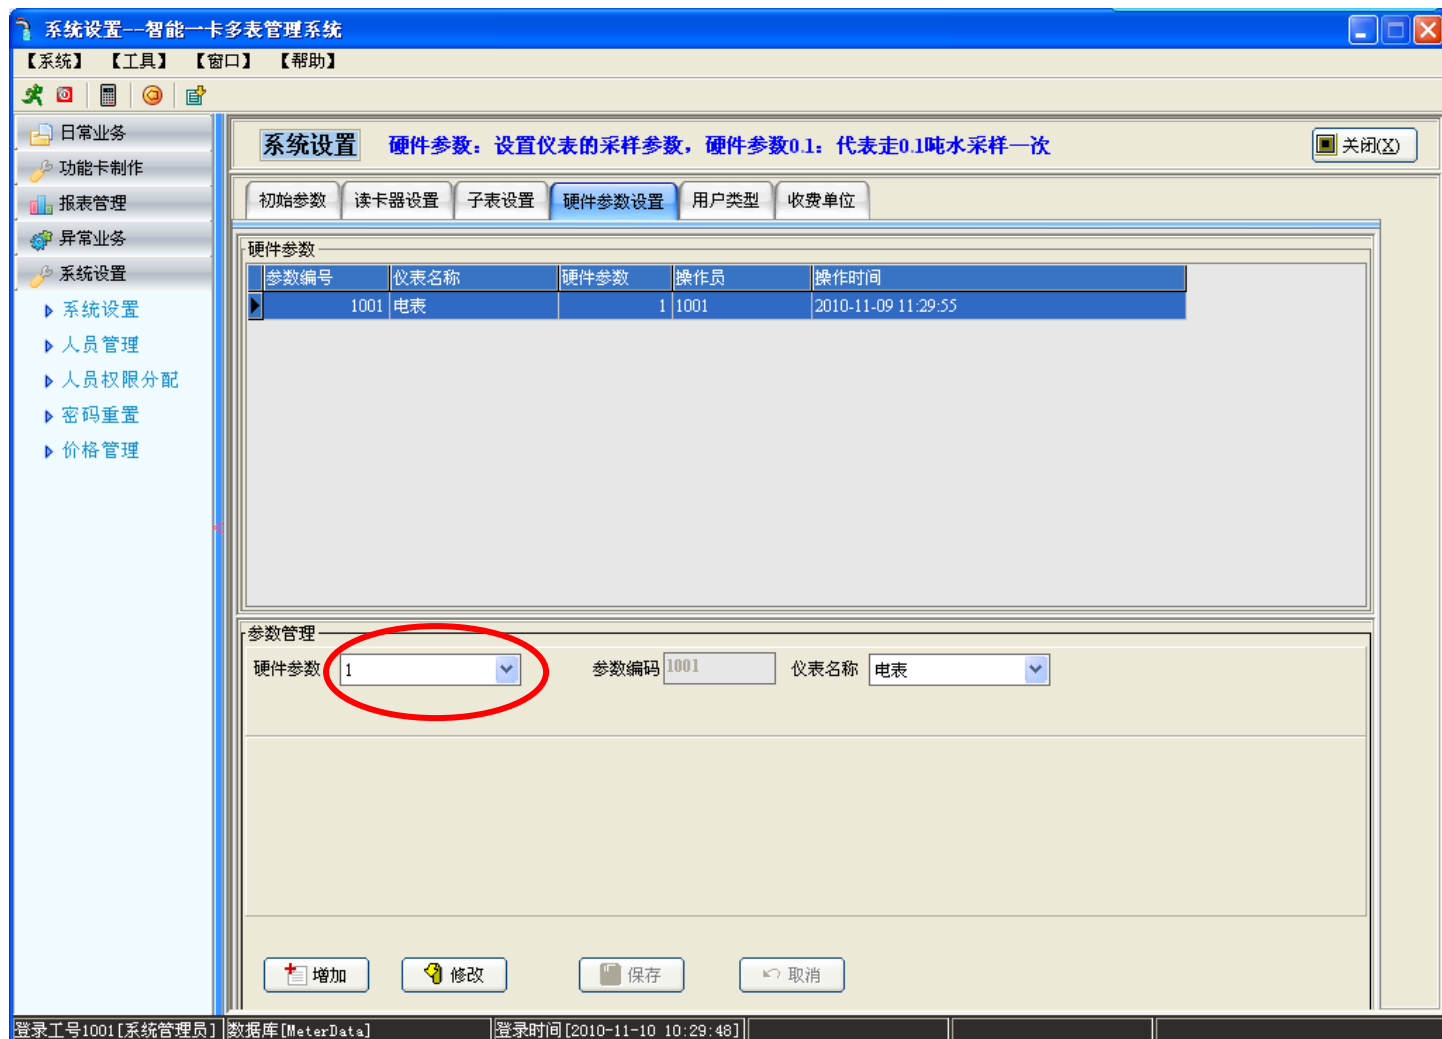 系统设置--智能一卡多表管理系统
【系统】 【工具】 【窗口】 【帮助】
日常业务
功能卡制作
报表管理
异常业务
系统设置
系统设置
人员管理
人员权限分配
密码重置
价格管理
系统设置 硬件参数：设置仪表的采样参数，硬件参数0.1：代表走0.1吨水采样一次 关闭(X)
初始参数 读卡器设置 子表设置 硬件参数设置 用户类型 收费单位
硬件参数
参数编号 仪表名称 硬件参数 操作员 操作时间
1001 电表 1 1001 2010-11-09 11:29:55
参数管理
硬件参数 1 参数编码 1001 仪表名称 电表
增加 修改 保存 取消
登录工号1001[系统管理员] 数据库[MeterData] 登录时间[2010-11-10 10:29:48]